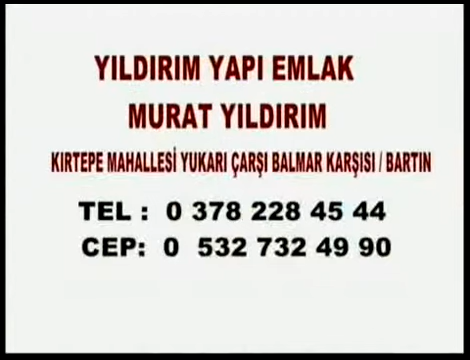 YILDIRIM YAPI EMLAK
MURAT YILDIRIM
KIRTEPE MAHALLESİ YUKARI ÇARŞI BALMAR KARŞISI / BARTIN
TEL : 0 378 228 45 44
CEP: 0 532 732 49 90